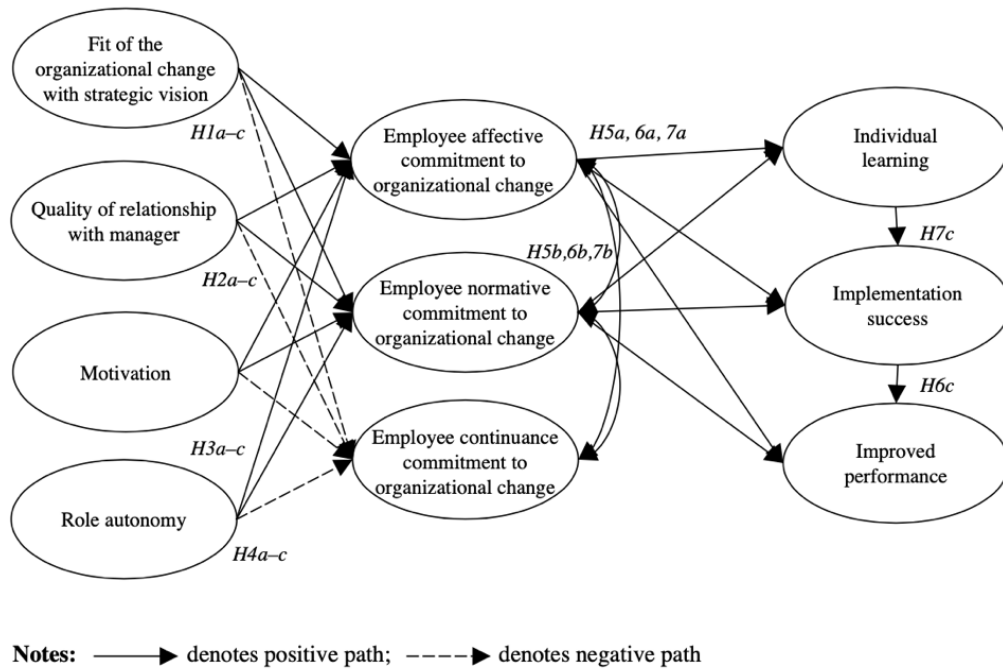 Fit of the
organizational change
with strategic vision
H1a–c
Quality of relationship
with manager
H2a–c
Motivation
H3a–c
Role autonomy
H4a–c
Employee affective
commitment to
organizational change
Employee normative
commitment to
organizational change
Employee continuance
commitment to
organizational change
H5a, 6a, 7a
H5b,6b,7b
Individual
learning
H7c
Implementation
success
H6c
Improved
performance
Notes: denotes positive path; denotes negative path